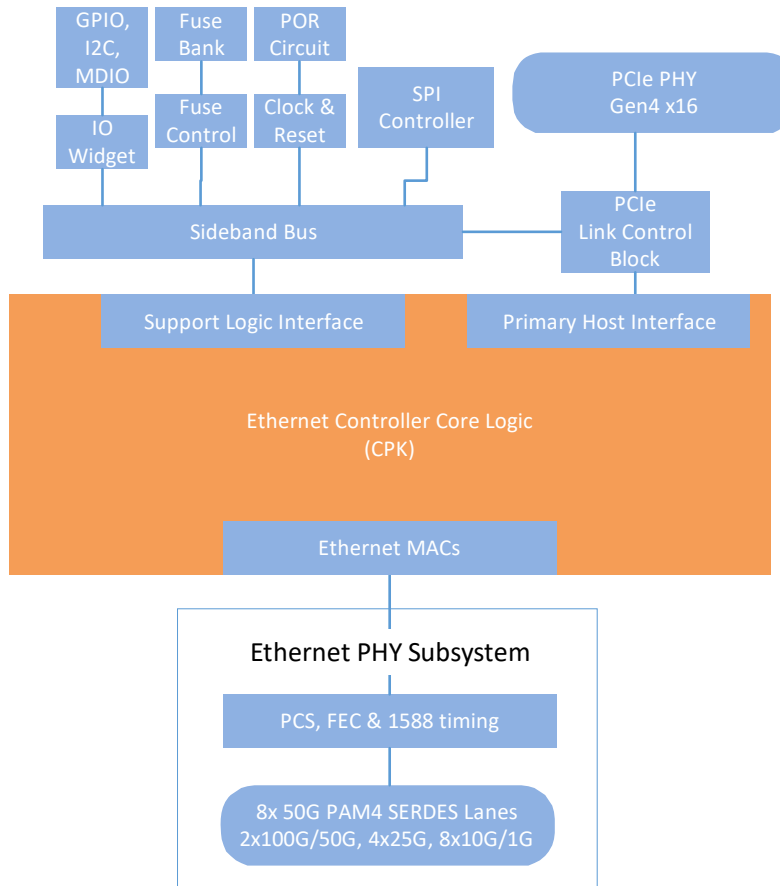 GPIO,
I2C,
MDIO
Fuse
Bank
POR
Circuit
PCIe PHY
Gen4 x16
SPI
Controller
IO
Widget
Fuse
Control
Clock &
Reset
Sideband Bus
PCIe
Link Control
Block
Support Logic Interface
Primary Host Interface
Ethernet Controller Core Logic
(CPK)
Ethernet MACs
Ethernet PHY Subsystem
PCS, FEC & 1588 timing
8x 50G PAM4 SERDES Lanes
2x100G/50G, 4x25G, 8x10G/1G